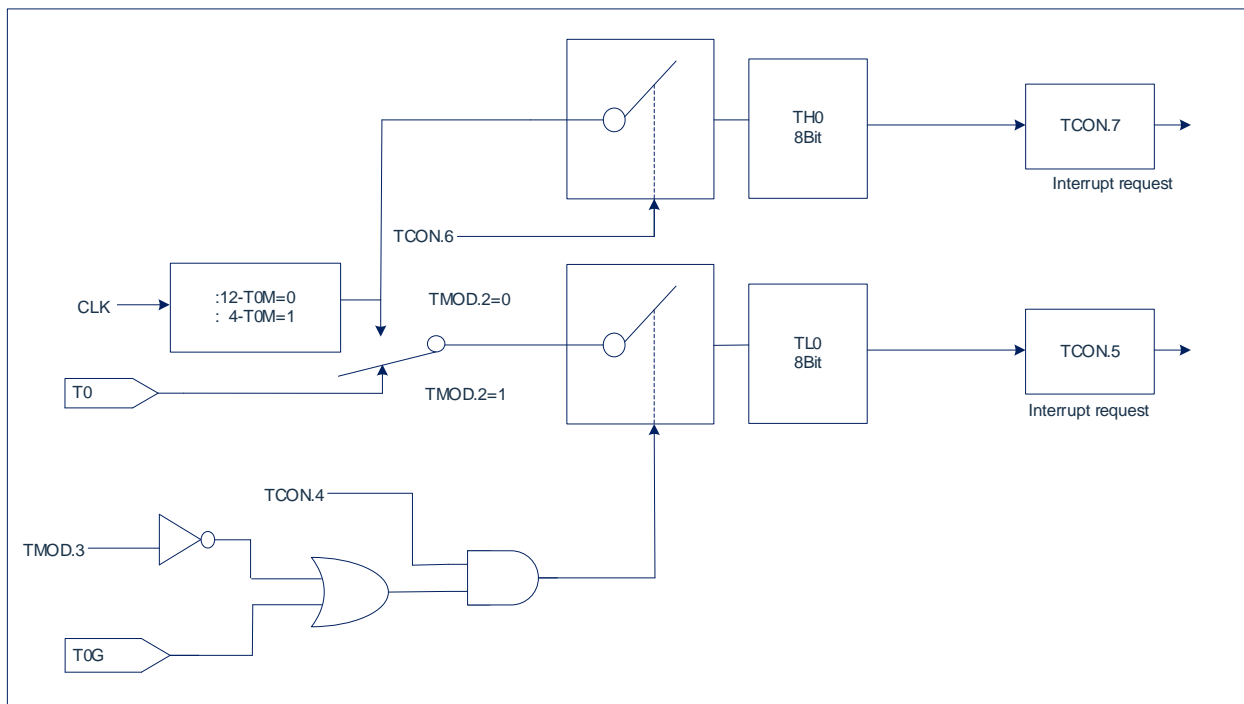 TH0
8Bit
TCON.7
Interrupt request
TCON.6
CLK
:12-T0M=0
: 4-T0M=1
TMOD.2=0
TL0
8Bit
TCON.5
T0
TMOD.2=1
Interrupt request
TCON.4
TMOD.3
T0G